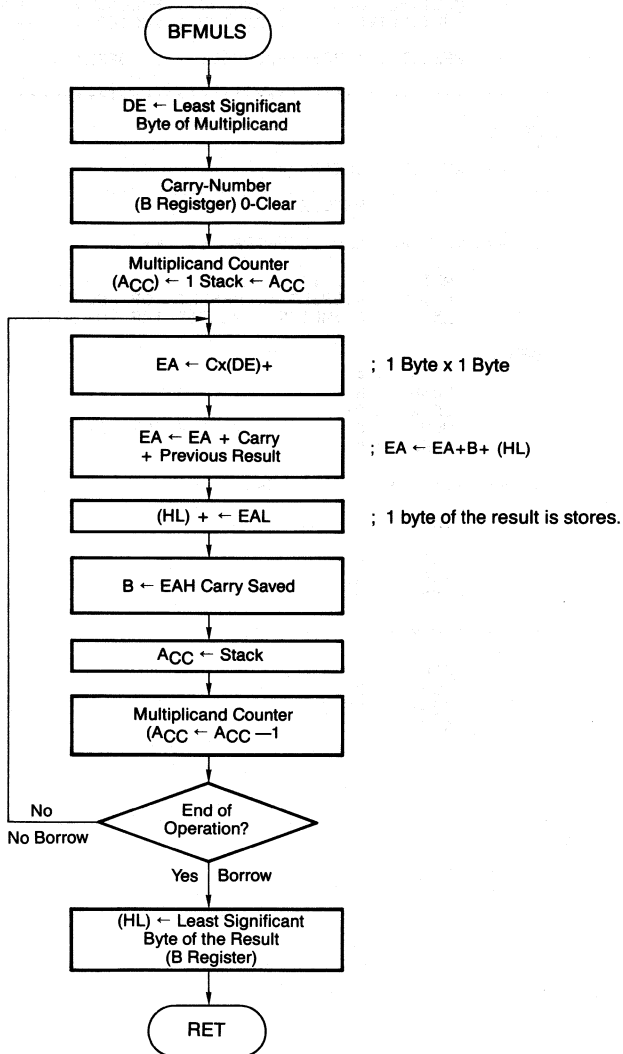 BFMULS
DE ← Least Significant
Byte of Multiplicand
Carry-Number
(B Registger) 0-Clear
Multiplicand Counter
(ACC) ← 1 Stack ← ACC
EA ← Cx(DE)+
; 1 Byte x 1 Byte
EA ← EA + Carry
+ Previous Result
; EA ← EA+B+ (HL)
(HL) + ← EAL
; 1 byte of the result is stores.
B ← EAH Carry Saved
ACC ← Stack
Multiplicand Counter
(ACC ← ACC —1
End of
Operation?
No
No Borrow
Yes Borrow
(HL) ← Least Significant
Byte of the Result
(B Register)
RET